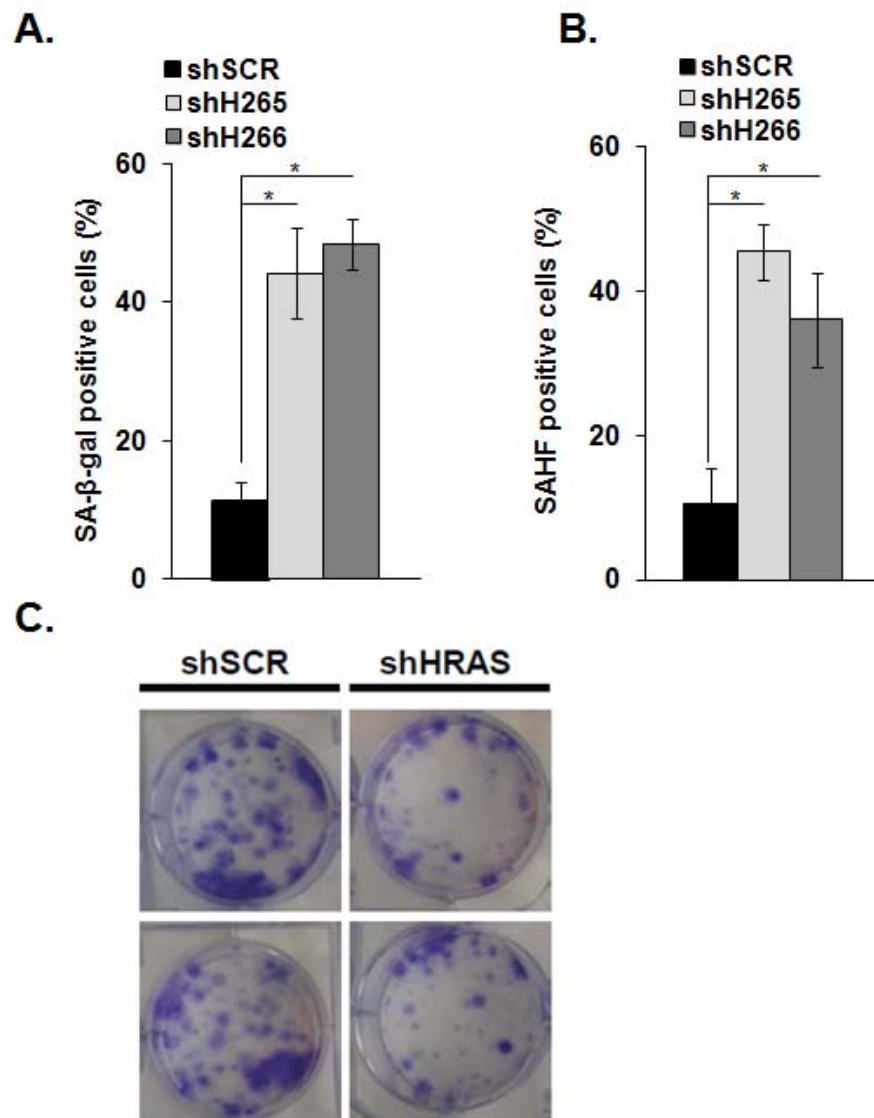 A.
shSCR
shH265
shH266
SA-β-gal positive cells (%)
60
40
20
0
*
*
B.
shSCR
shH265
shH266
SAHF positive cells (%)
60
40
20
0
*
*
C.
shSCR shHRAS